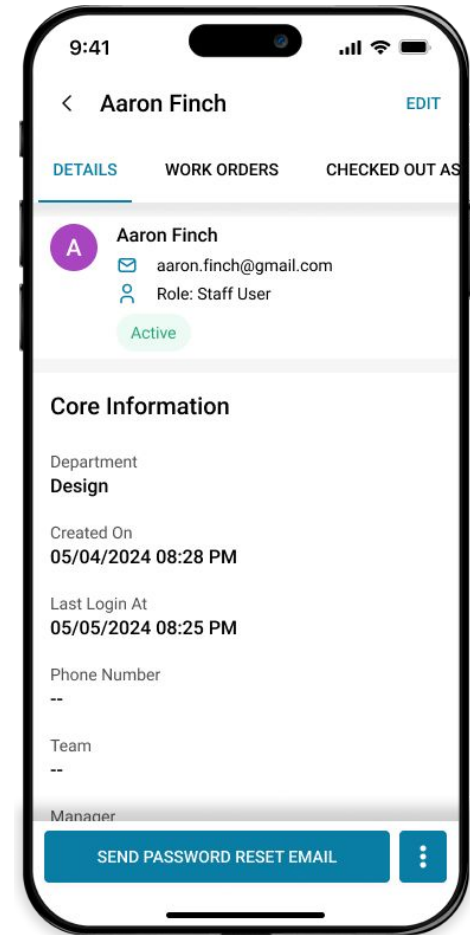 9:41
Aaron Finch
EDIT
DETAILS WORK ORDERS CHECKED OUT AS
A
Aaron Finch
aaron.finch@gmail.com
Role: Staff User
Active
Core Information
Department
Design
Created On
05/04/2024 08:28 PM
Last Login At
05/05/2024 08:25 PM
Phone Number
--
Team
--
Manager
SEND PASSWORD RESET EMAIL